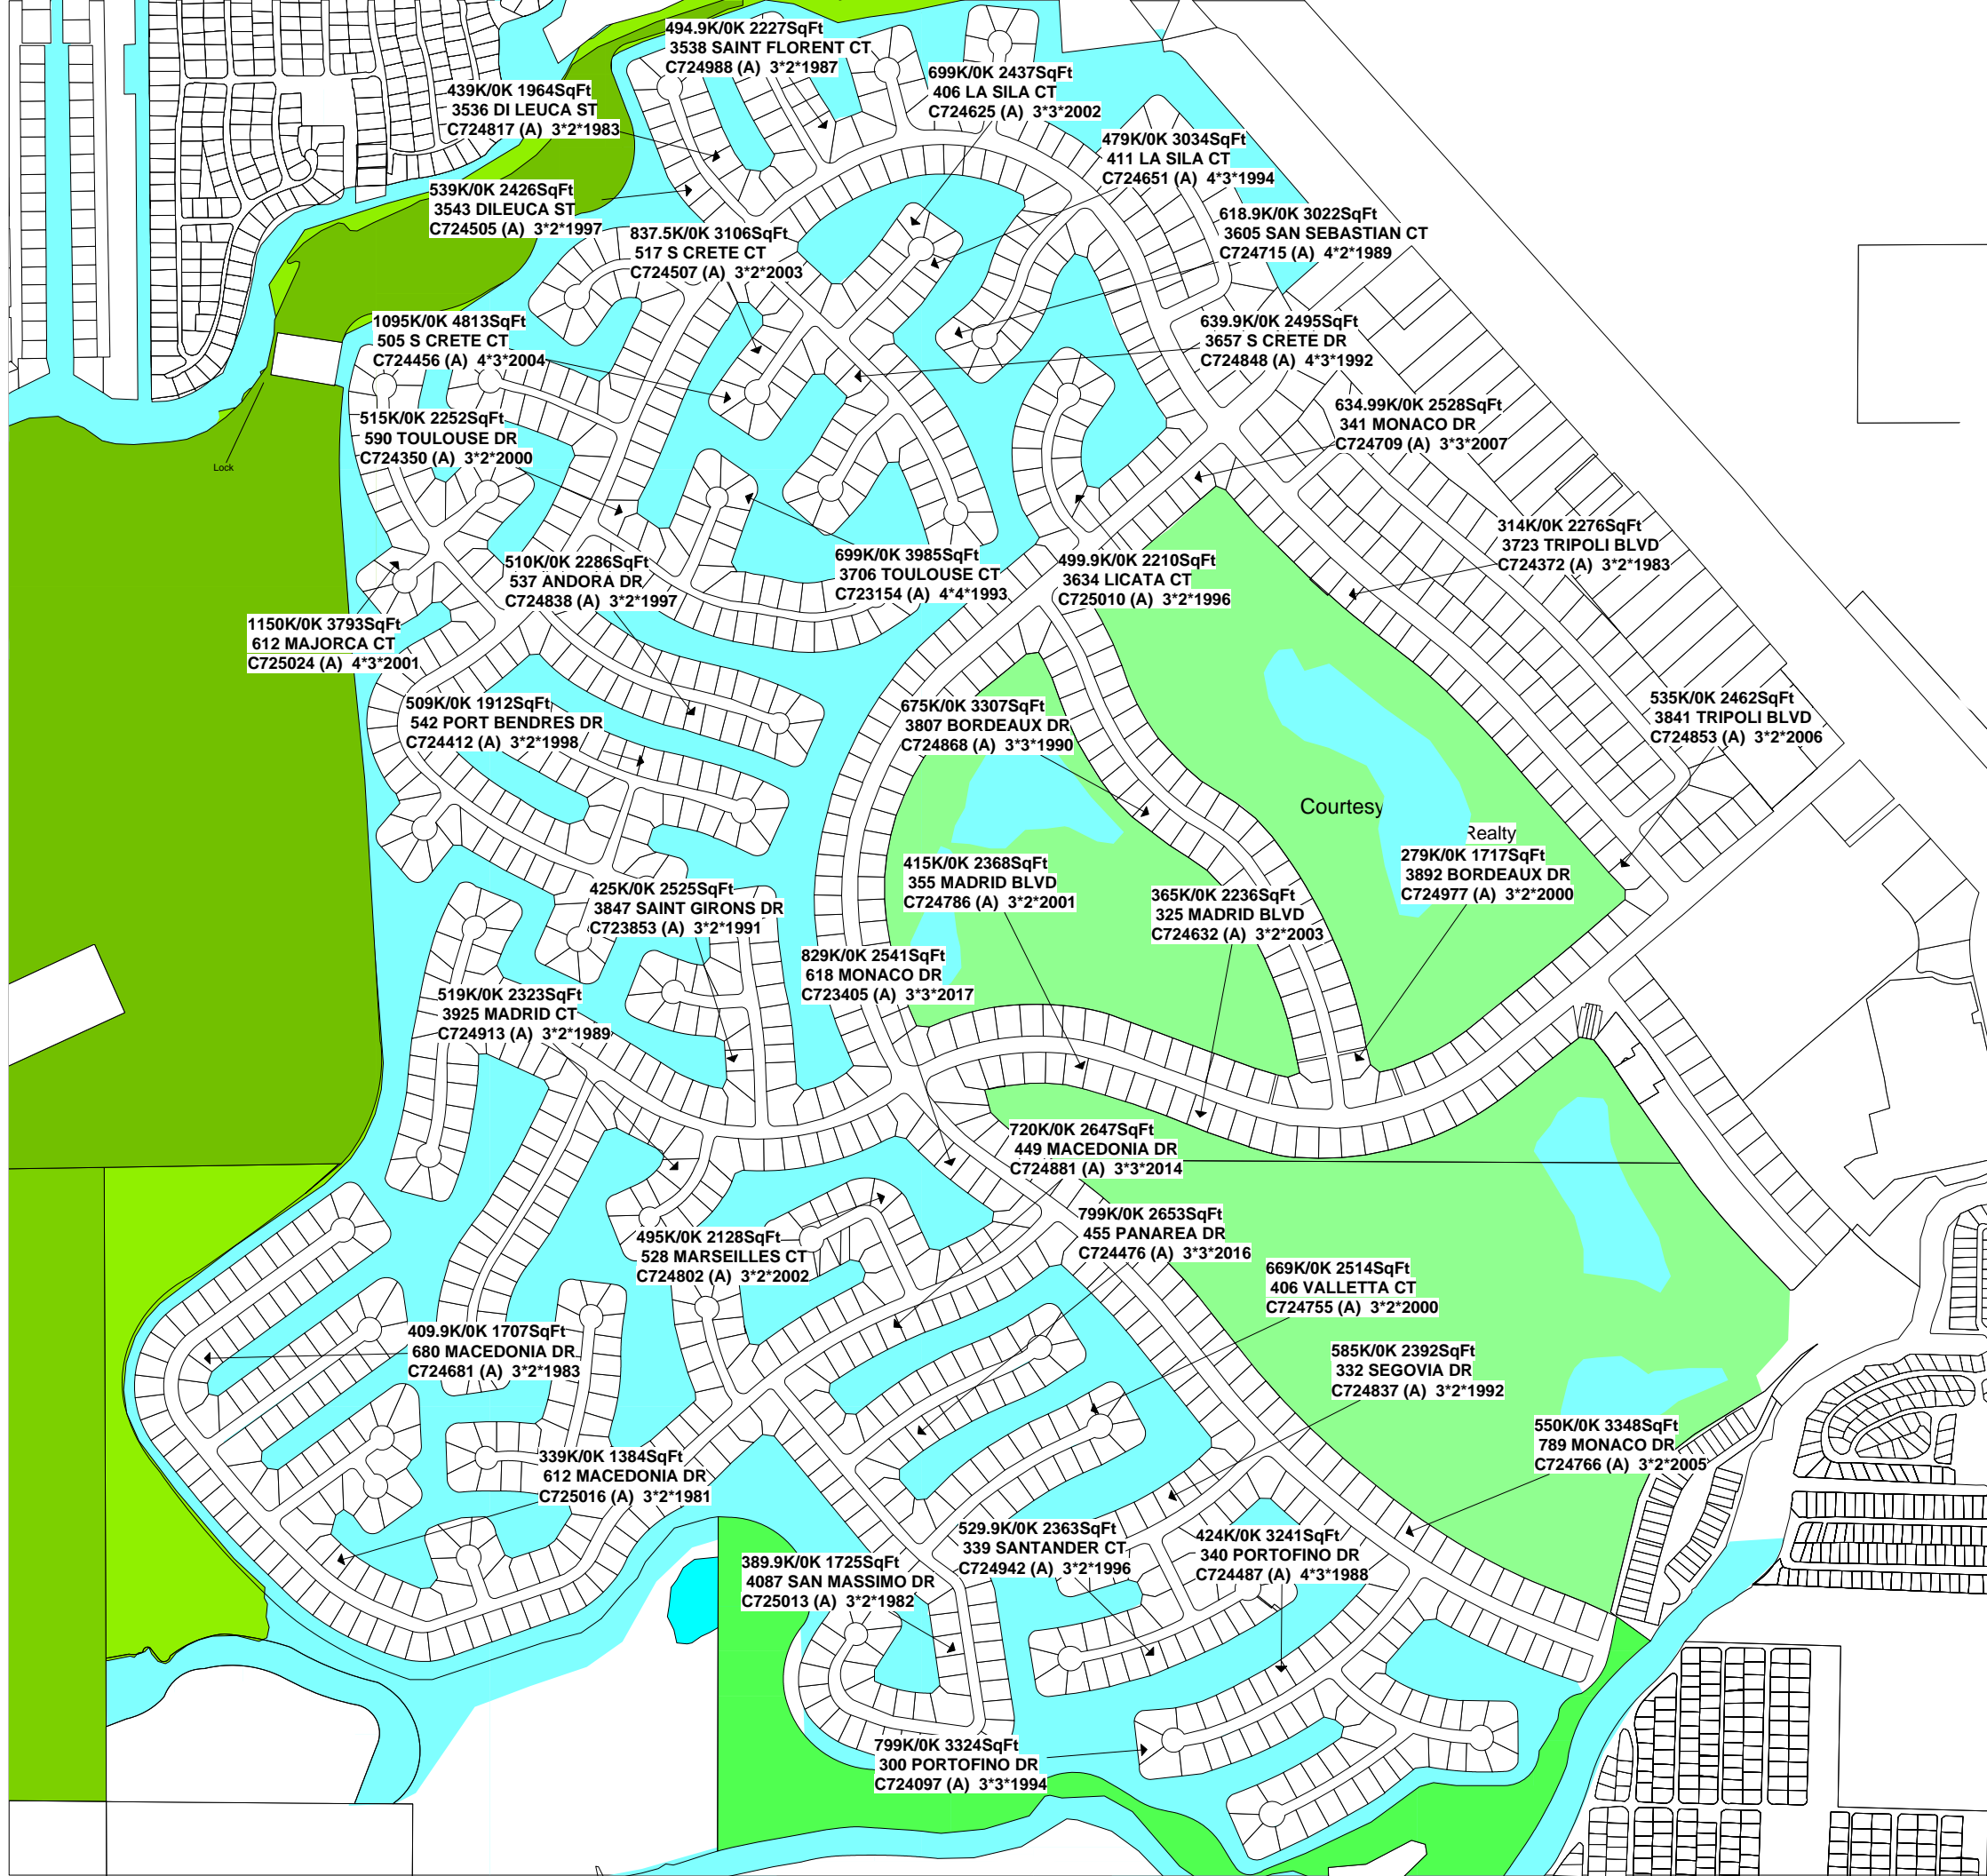 494.9K/0K 2227SqFt
3538 SAINT FLORENT CT
C724988 (A) 3*2*1987
699K/0K 2437SqFt
406 LA SILA CT
C724625 (A) 3*3*2002
439K/0K 1964SqFt
3536 DI LEUCA ST
C724817 (A) 3*2*1983
479K/0K 3034SqFt
411 LA SILA CT
C724651 (A) 4*3*1994
539K/0K 2426SqFt
3543 DILEUCA ST
C724505 (A) 3*2*1997
618.9K/0K 3022SqFt
3605 SAN SEBASTIAN CT
C724715 (A) 4*2*1989
837.5K/0K 3106SqFt
517 S CRETE CT
C724507 (A) 3*2*2003
1095K/0K 4813SqFt
505 S CRETE CT
C724456 (A) 4*3*2004
639.9K/0K 2495SqFt
3657 S CRETE DR
C724848 (A) 4*3*1992
515K/0K 2252SqFt
590 TOULOUSE DR
C724350 (A) 3*2*2000
634.99K/0K 2528SqFt
341 MONACO DR
C724709 (A) 3*3*2007
Lock
314K/0K 2276SqFt
3723 TRIPOLI BLVD
C724372 (A) 3*2*1983
510K/0K 2286SqFt
537 ANDORA DR
C724838 (A) 3*2*1997
699K/0K 3985SqFt
3706 TOULOUSE CT
C723154 (A) 4*4*1993
499.9K/0K 2210SqFt
3634 LICATA CT
C725010 (A) 3*2*1996
1150K/0K 3793SqFt
612 MAJORCA CT
C725024 (A) 4*3*2001
509K/0K 1912SqFt
542 PORT BENDRES DR
C724412 (A) 3*2*1998
675K/0K 3307SqFt
3807 BORDEAUX DR
C724868 (A) 3*3*1990
535K/0K 2462SqFt
3841 TRIPOLI BLVD
C724853 (A) 3*2*2006
Courtesy
Realty
415K/0K 2368SqFt
355 MADRID BLVD
C724786 (A) 3*2*2001
279K/0K 1717SqFt
3892 BORDEAUX DR
C724977 (A) 3*2*2000
425K/0K 2525SqFt
3847 SAINT GIRONS DR
C723853 (A) 3*2*1991
365K/0K 2236SqFt
325 MADRID BLVD
C724632 (A) 3*2*2003
829K/0K 2541SqFt
618 MONACO DR
C723405 (A) 3*3*2017
519K/0K 2323SqFt
3925 MADRID CT
C724913 (A) 3*2*1989
720K/0K 2647SqFt
449 MACEDONIA DR
C724881 (A) 3*3*2014
799K/0K 2653SqFt
455 PANAREA DR
C724476 (A) 3*3*2016
495K/0K 2128SqFt
528 MARSEILLES CT
C724802 (A) 3*2*2002
669K/0K 2514SqFt
406 VALLETTA CT
C724755 (A) 3*2*2000
409.9K/0K 1707SqFt
680 MACEDONIA DR
C724681 (A) 3*2*1983
585K/0K 2392SqFt
332 SEGOVIA DR
C724837 (A) 3*2*1992
550K/0K 3348SqFt
789 MONACO DR
C724766 (A) 3*2*2005
339K/0K 1384SqFt
612 MACEDONIA DR
C725016 (A) 3*2*1981
529.9K/0K 2363SqFt
339 SANTANDER CT
C724942 (A) 3*2*1996
424K/0K 3241SqFt
340 PORTOFINO DR
C724487 (A) 4*3*1988
389.9K/0K 1725SqFt
4087 SAN MASSIMO DR
C725013 (A) 3*2*1982
799K/0K 3324SqFt
300 PORTOFINO DR
C724097 (A) 3*3*1994